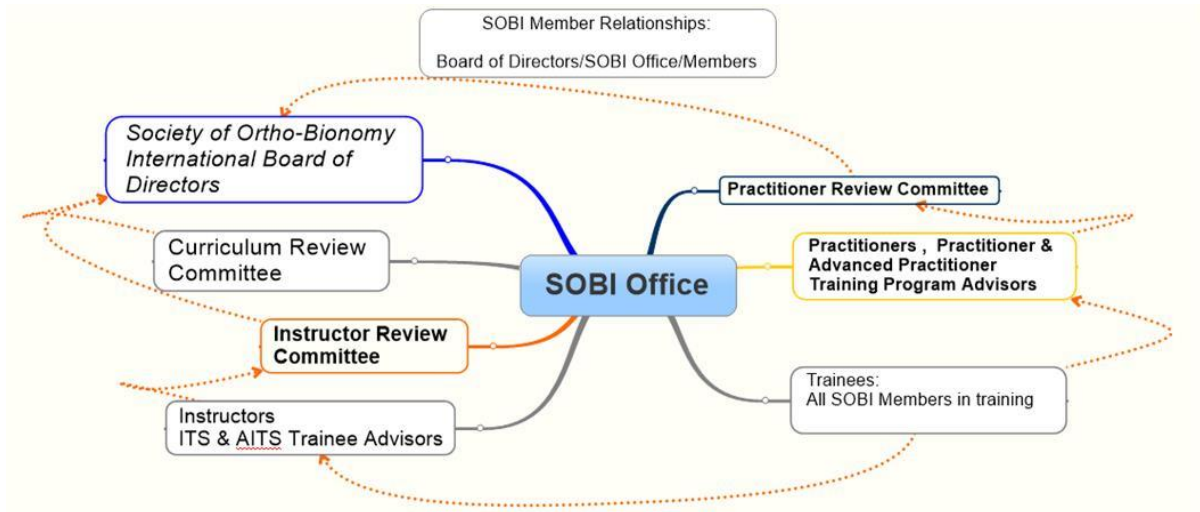 SOBI Member Relationships:
Board of Directors/SOBI Office/Members
Society of Ortho-Bionomy
International Board of
Directors
Practitioner Review Committee
Curriculum Review
Committee
Practitioners , Practitioner &
Advanced Practitioner
Training Program Advisors
SOBI Office
Instructor Review
Committee
Trainees:
All SOBI Members in training
Instructors
ITS & AITS Trainee Advisors